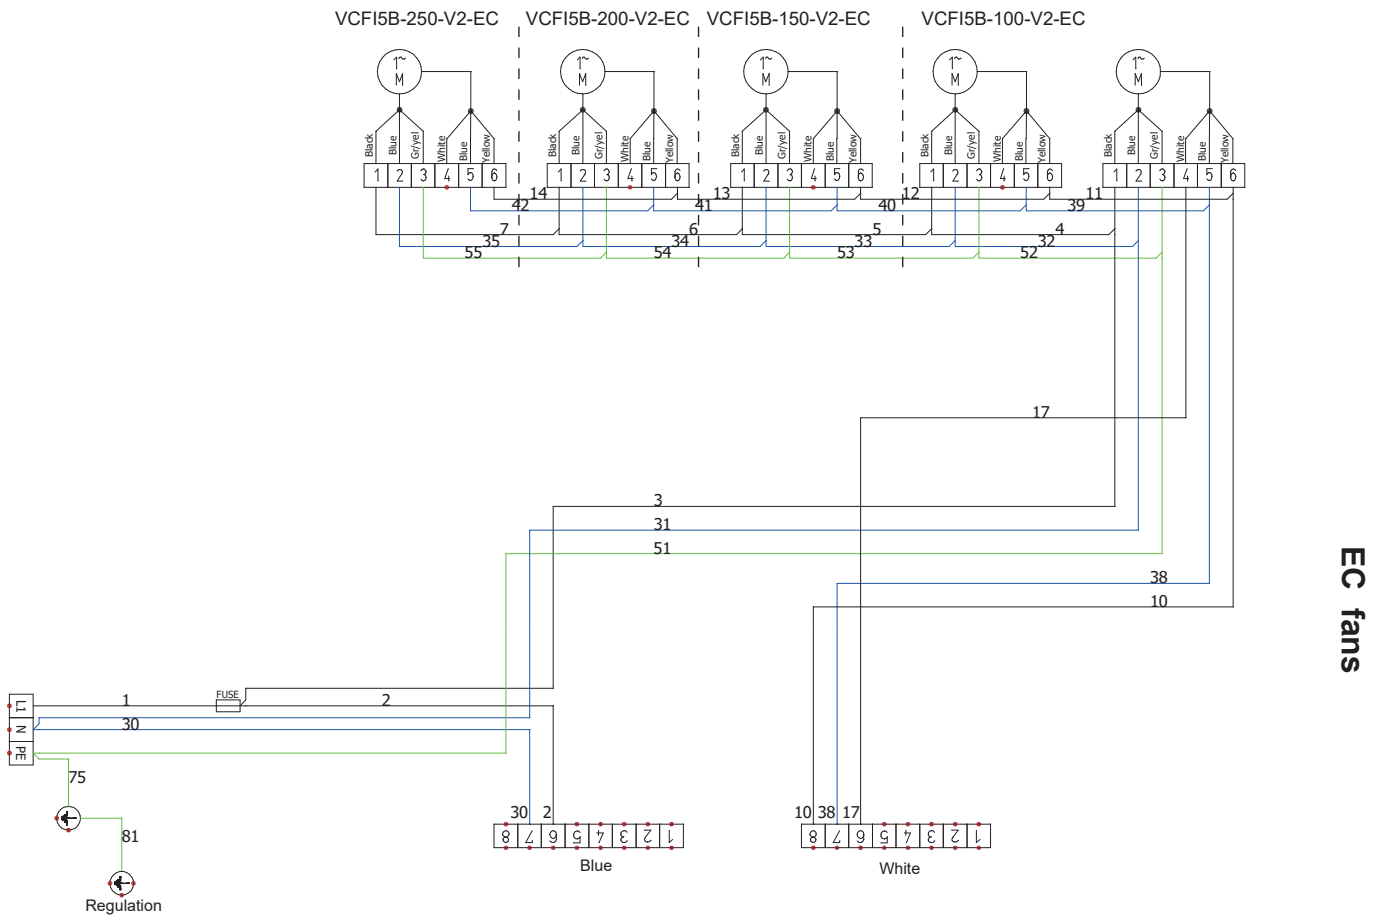 VCFI5B-250-V2-EC VCFI5B-200-V2-EC VCFI5B-150-V2-EC VCFI5B-100-V2-EC
1~ 1~ 1~ 1~ 1~
M M M M M
Black Blue Gr/yel White Blue Yellow Black Blue Gr/yel White Blue Yellow Black Blue Gr/yel White Blue Yellow Black Blue Gr/yel White Blue Yellow Black Blue Gr/yel White Blue Yellow
1 2 3 4 5 6 1 2 3 4 5 6 1 2 3 4 5 6 1 2 3 4 5 6 1 2 3 4 5 6
14 13 12 11
42 41 40 39
7 6 5 4
35 34 33 32
55 54 53 52
17
3
31
51
38
10
EC fans
FUSE
L1 1 2
N 30
PE
75
81
Regulation
30 2
8 7 6 5 4 3 2 1
Blue
10 38 17
8 7 6 5 4 3 2 1
White